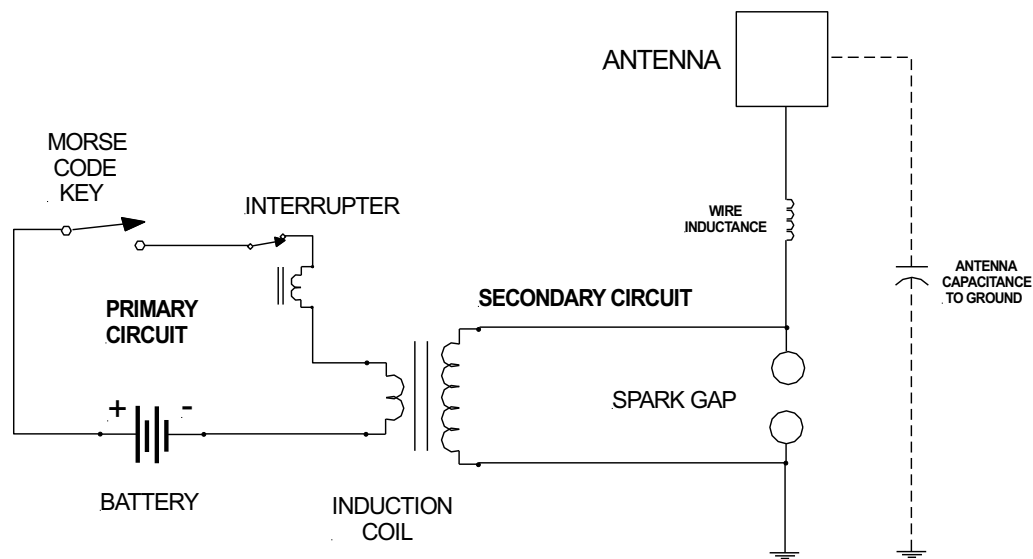 ANTENNA
MORSE
CODE
KEY
INTERRUPTER
WIRE
INDUCTANCE
ANTENNA
CAPACITANCE
TO GROUND
PRIMARY
CIRCUIT
SECONDARY CIRCUIT
SPARK GAP
+ -
BATTERY
INDUCTION
COIL